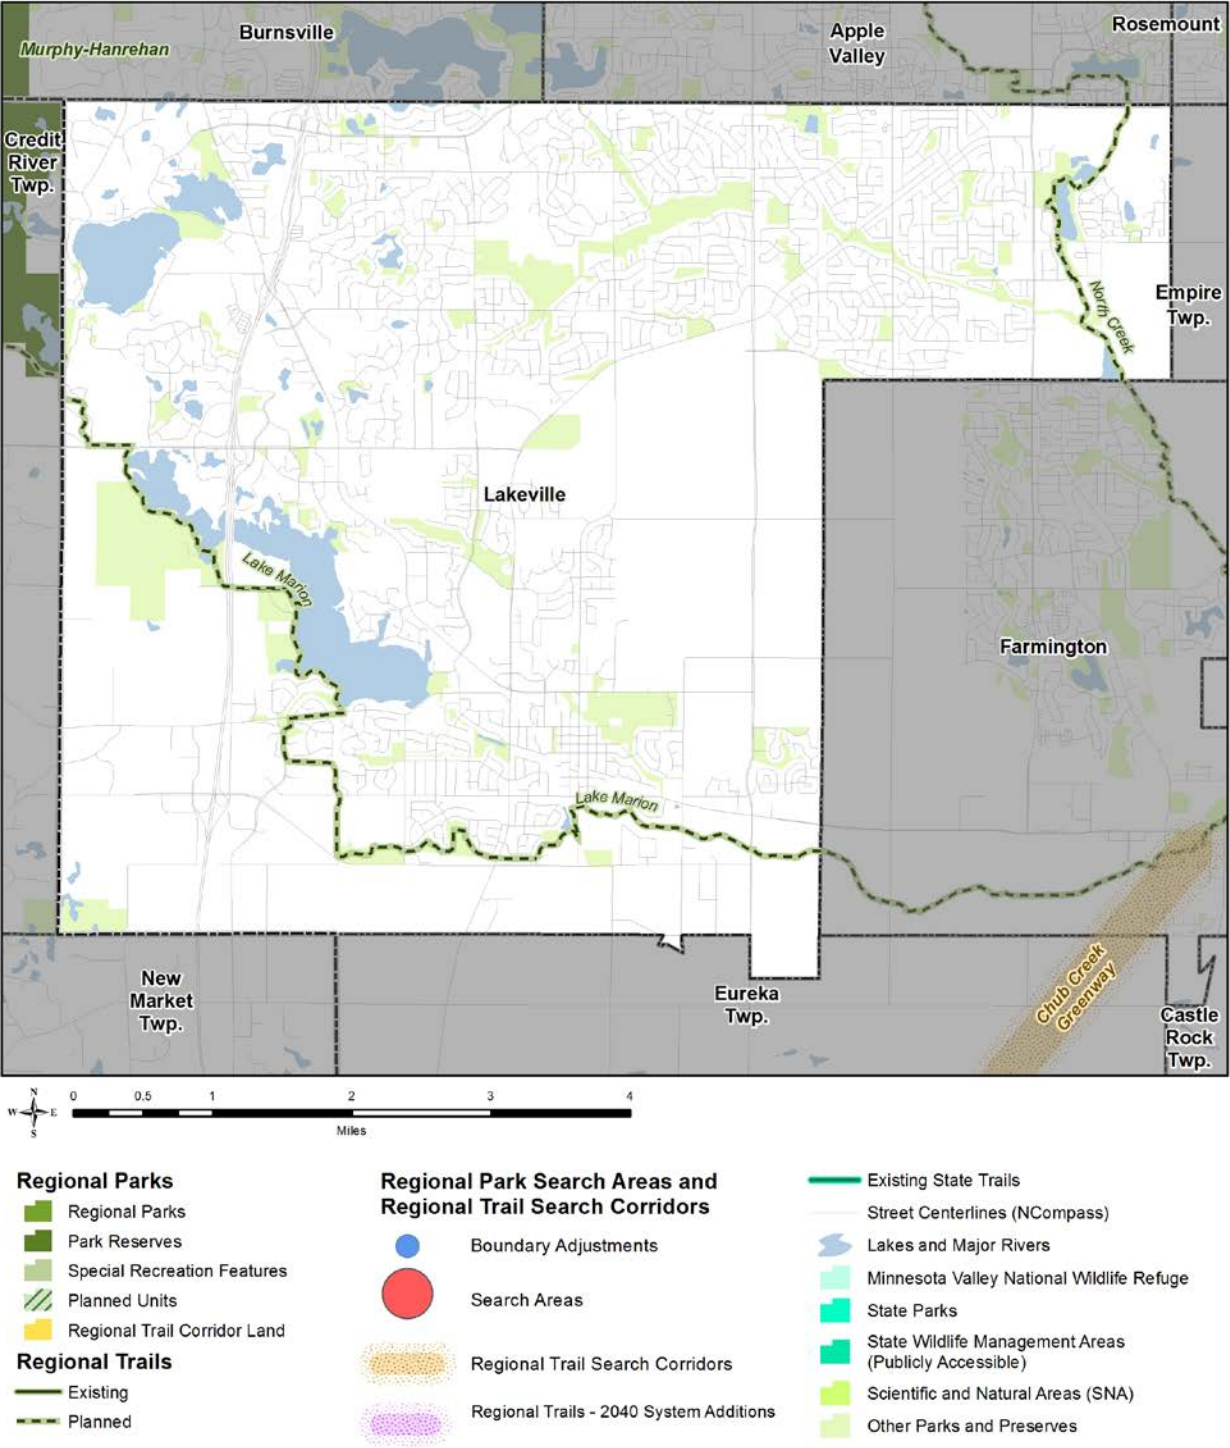 Murphy-Hanrehan
Burnsville
Apple
Valley
Rosemount
Credit
River
Twp.
North Creek
Empire
Twp.
Lakeville
Lake Marion
Farmington
Lake Marion
New
Market
Twp.
Eureka
Twp.
Chub Creek
Greenway
Castle
Rock
Twp.
N
W E
S
0 0.5 1 2 3 4
Miles
Regional Parks
Regional Parks
Park Reserves
Special Recreation Features
Planned Units
Regional Trail Corridor Land
Regional Trails
Existing
Planned
Regional Park Search Areas and
Regional Trail Search Corridors
Boundary Adjustments
Search Areas
Regional Trail Search Corridors
Regional Trails - 2040 System Additions
Existing State Trails
Street Centerlines (NCompass)
Lakes and Major Rivers
Minnesota Valley National Wildlife Refuge
State Parks
State Wildlife Management Areas
(Publicly Accessible)
Scientific and Natural Areas (SNA)
Other Parks and Preserves